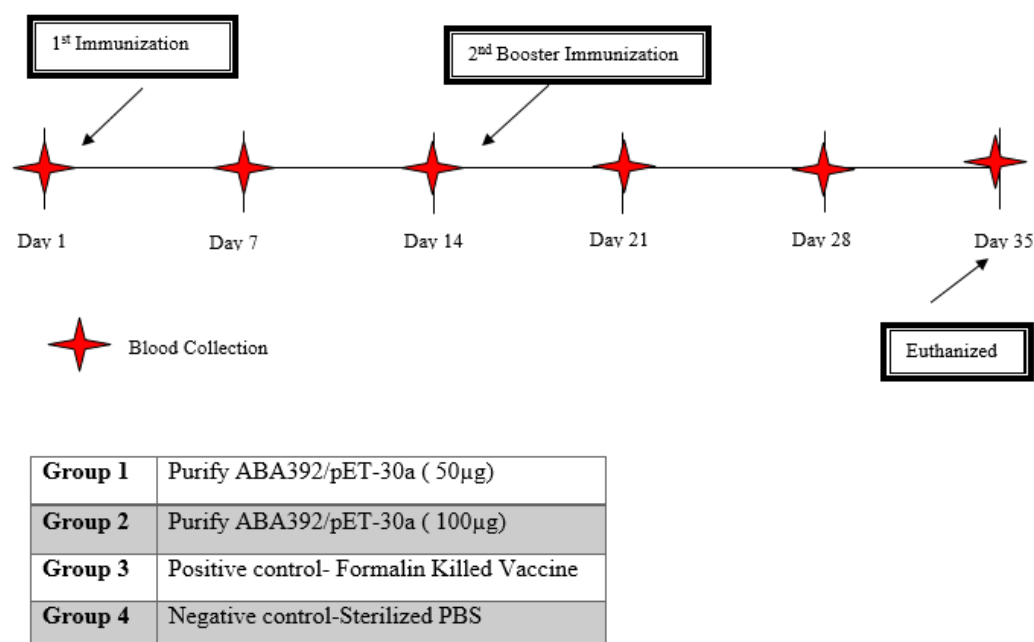 1st Immunization
2nd Booster Immunization
Day 1
Day 7
Day 14
Day 21
Day 28
Day 35
Blood Collection
Euthanized
Group 1 Purify ABA392/pET-30a ( 50µg)
Group 2 Purify ABA392/pET-30a ( 100µg)
Group 3 Positive control- Formalin Killed Vaccine
Group 4 Negative control-Sterilized PBS